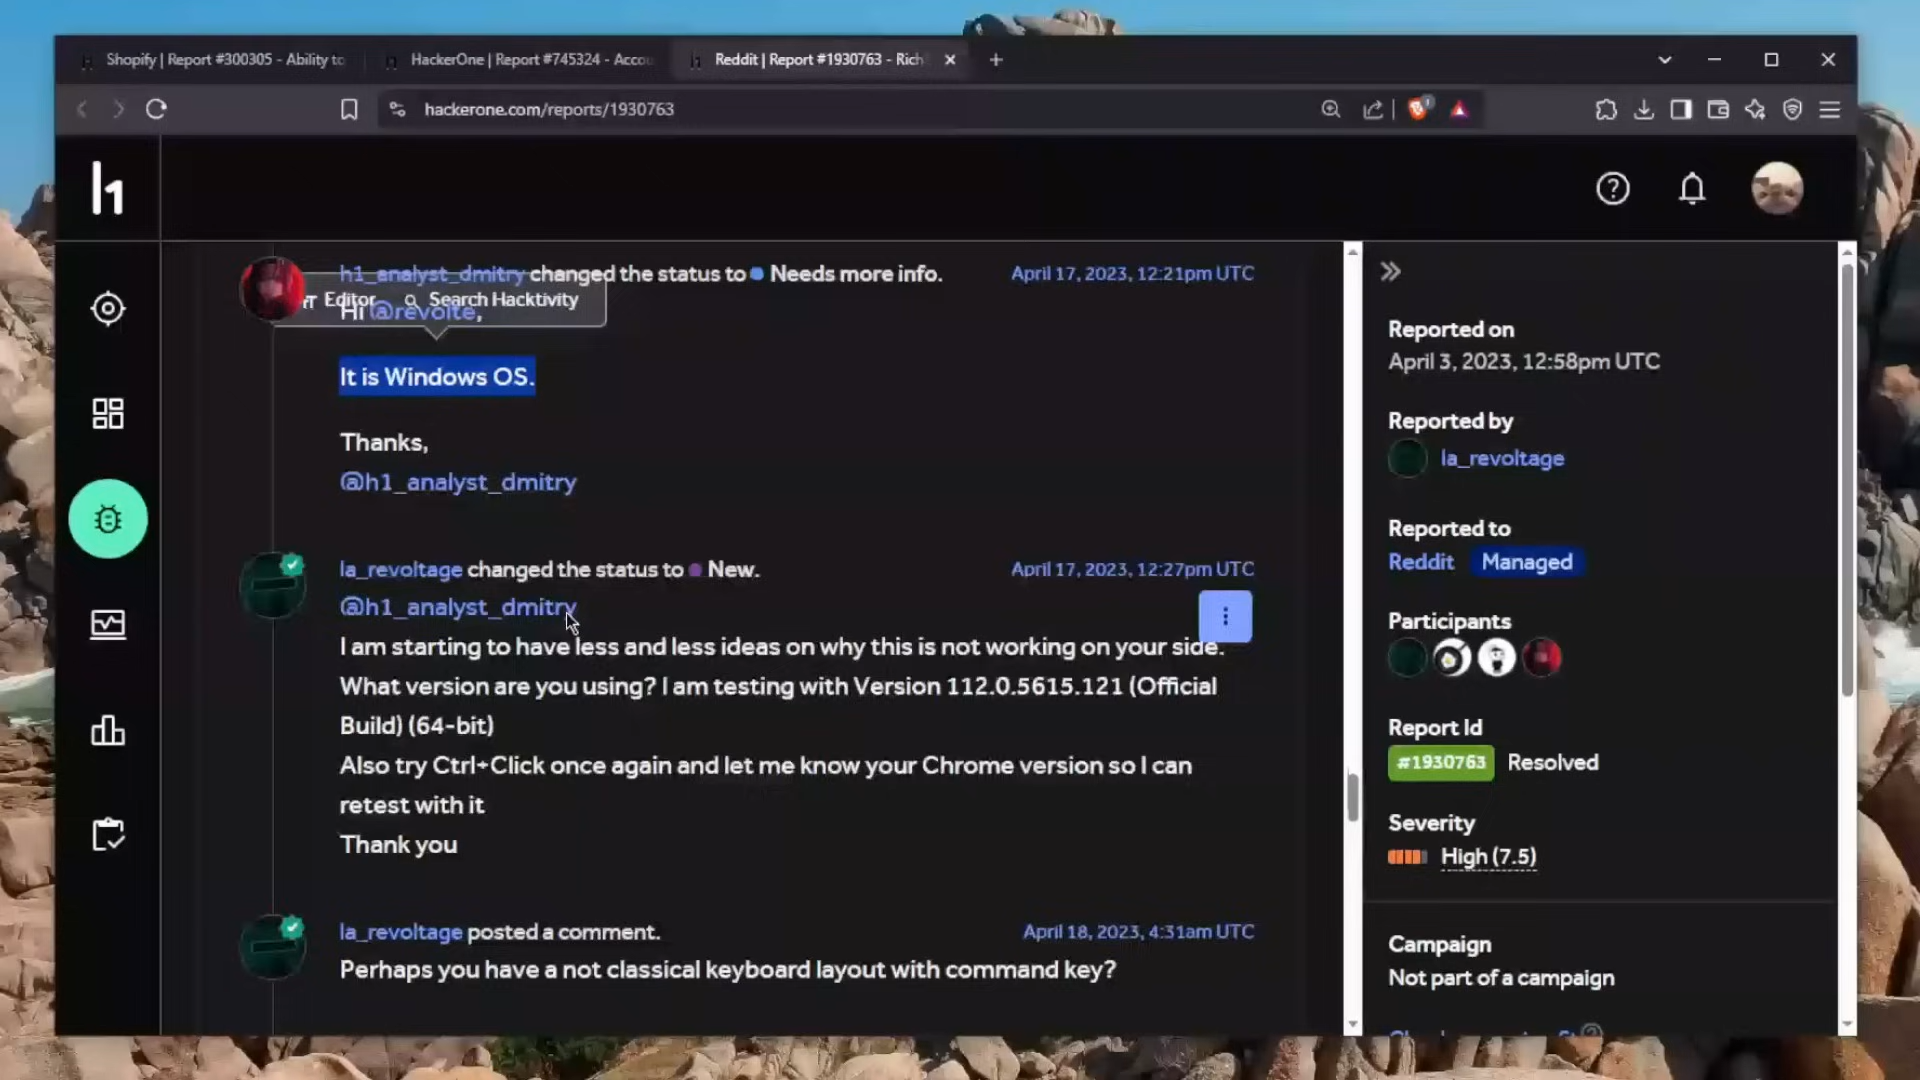 Shopify | Report #300305 - Ability to
HackerOne | Report #745324 - Accou
Reddit | Report #1930763 - Rich
hackerone.com/reports/1930763
h1
h1_analyst_dmitry changed the status to Needs more info.
April 17, 2023, 12:21pm UTC
Editor
Search Hacktivity
Hi @revolte,
It is Windows OS.
Thanks,
@h1_analyst_dmitry
la_revoltage changed the status to New.
April 17, 2023, 12:27pm UTC
@h1_analyst_dmitry
I am starting to have less and less ideas on why this is not working on your side.
What version are you using? I am testing with Version 112.0.5615.121 (Official
Build) (64-bit)
Also try Ctrl+Click once again and let me know your Chrome version so I can
retest with it
Thank you
la_revoltage posted a comment.
April 18, 2023, 4:31am UTC
Perhaps you have a not classical keyboard layout with command key?
Reported on
April 3, 2023, 12:58pm UTC
Reported by
la_revoltage
Reported to
Reddit Managed
Participants
Report Id
#1930763 Resolved
Severity
High (7.5)
Campaign
Not part of a campaign